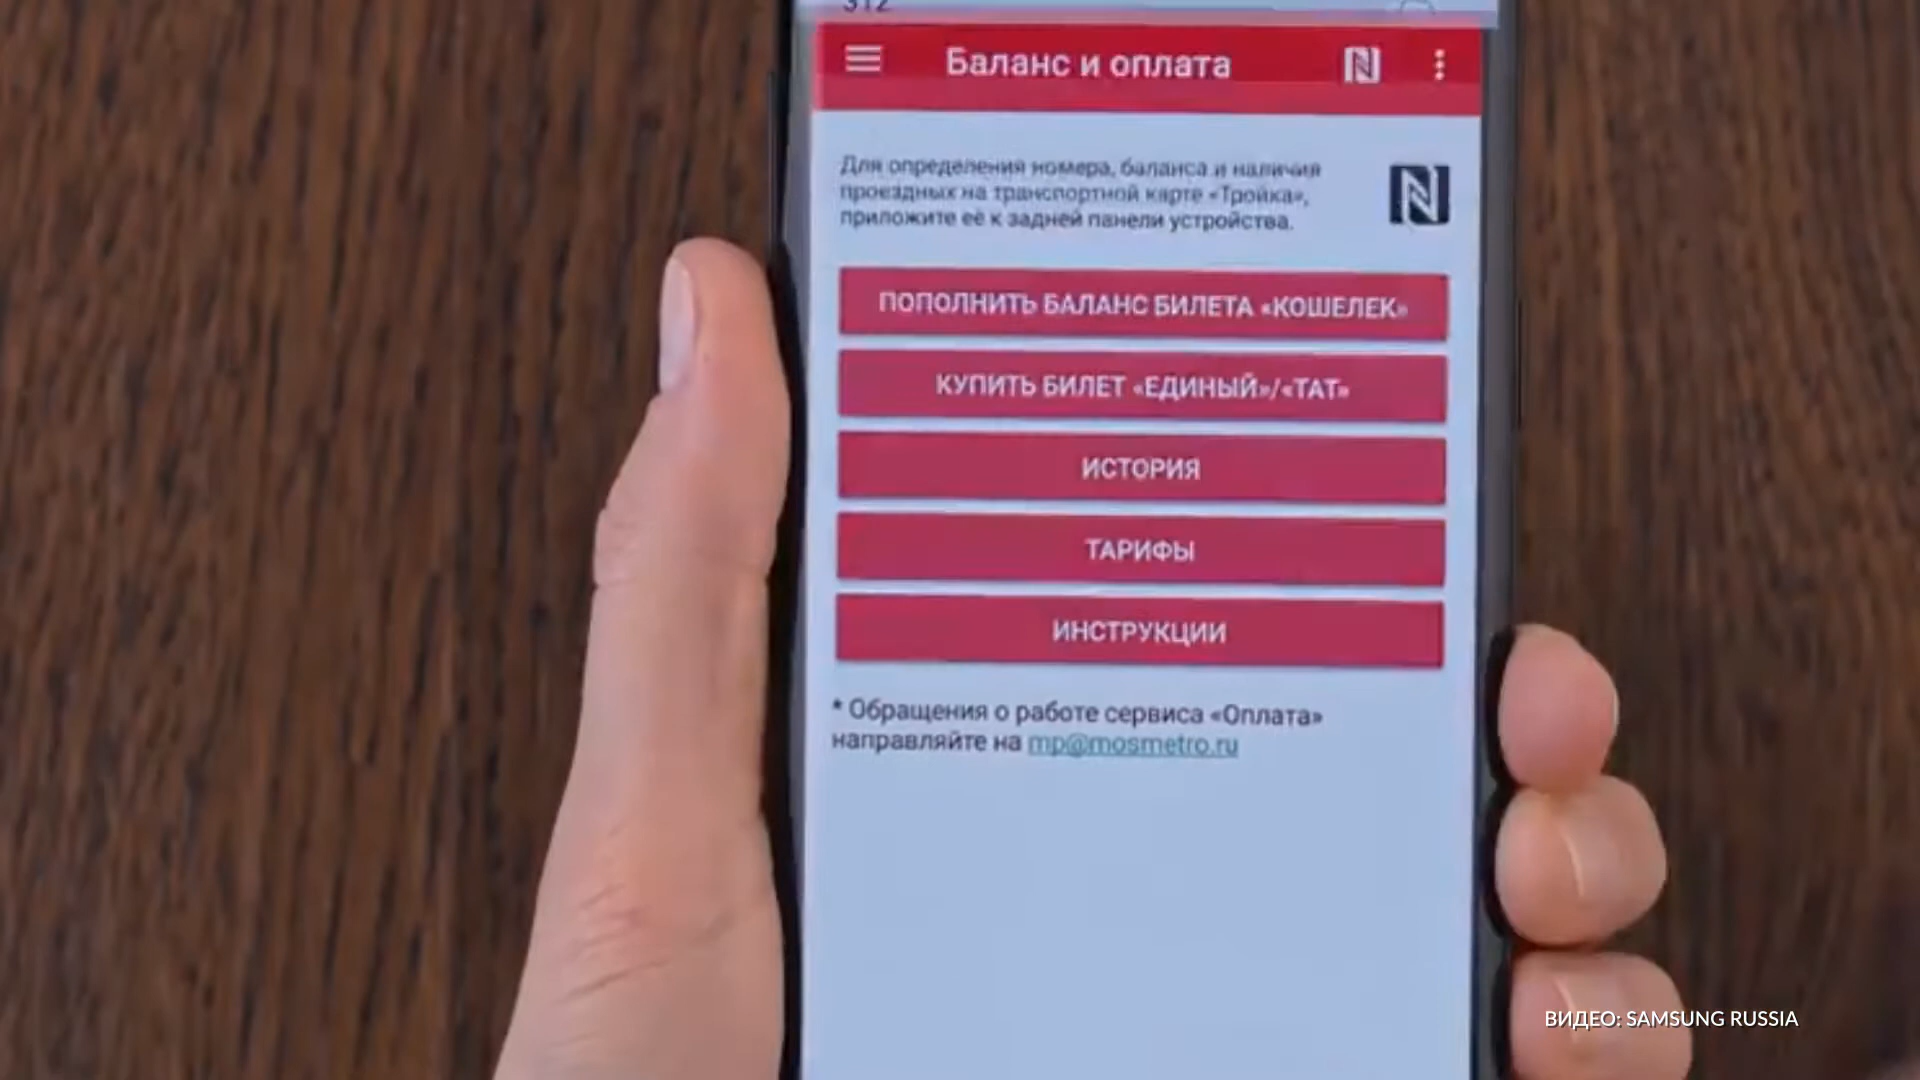 Баланс и оплата
Для определения номера, баланса и наличия
проездных на транспортной карте «Тройка»,
приложите её к задней панели устройства.
ПОПОЛНИТЬ БАЛАНС БИЛЕТА «КОШЕЛЕК»
КУПИТЬ БИЛЕТ «ЕДИНЫЙ»/«ТАТ»
ИСТОРИЯ
ТАРИФЫ
ИНСТРУКЦИИ
* Обращения о работе сервиса «Оплата»
направляйте на mp@mosmetro.ru
ВИДЕО: SAMSUNG RUSSIA